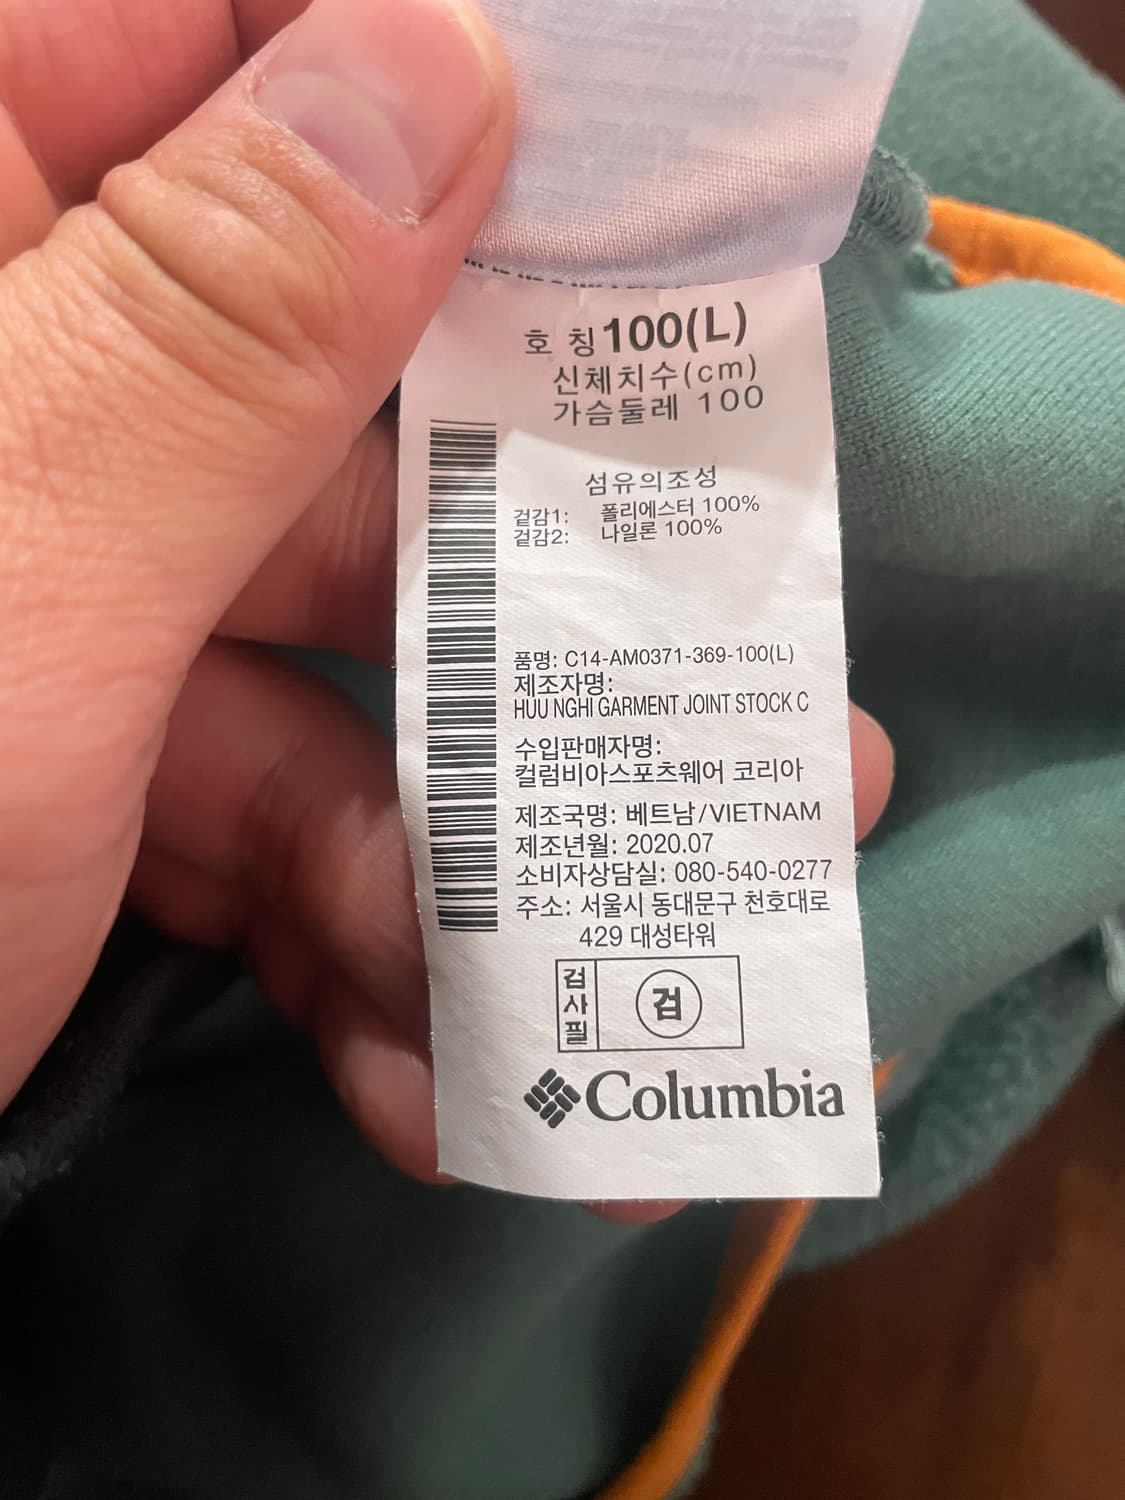 호 칭 100(L)
신체치수(cm)
가슴둘레 100
섬유의조성
겉감1: 폴리에스터 100%
겉감2: 나일론 100%
품명: C14-AM0371-369-100(L)
제조자명:
HUU NGHI GARMENT JOINT STOCK C
수입판매자명:
컬럼비아스포츠웨어 코리아
제조국명: 베트남/VIETNAM
제조년월: 2020.07
소비자상담실: 080-540-0277
주소: 서울시 동대문구 천호대로
429 대성타워
검사필
검
Columbia